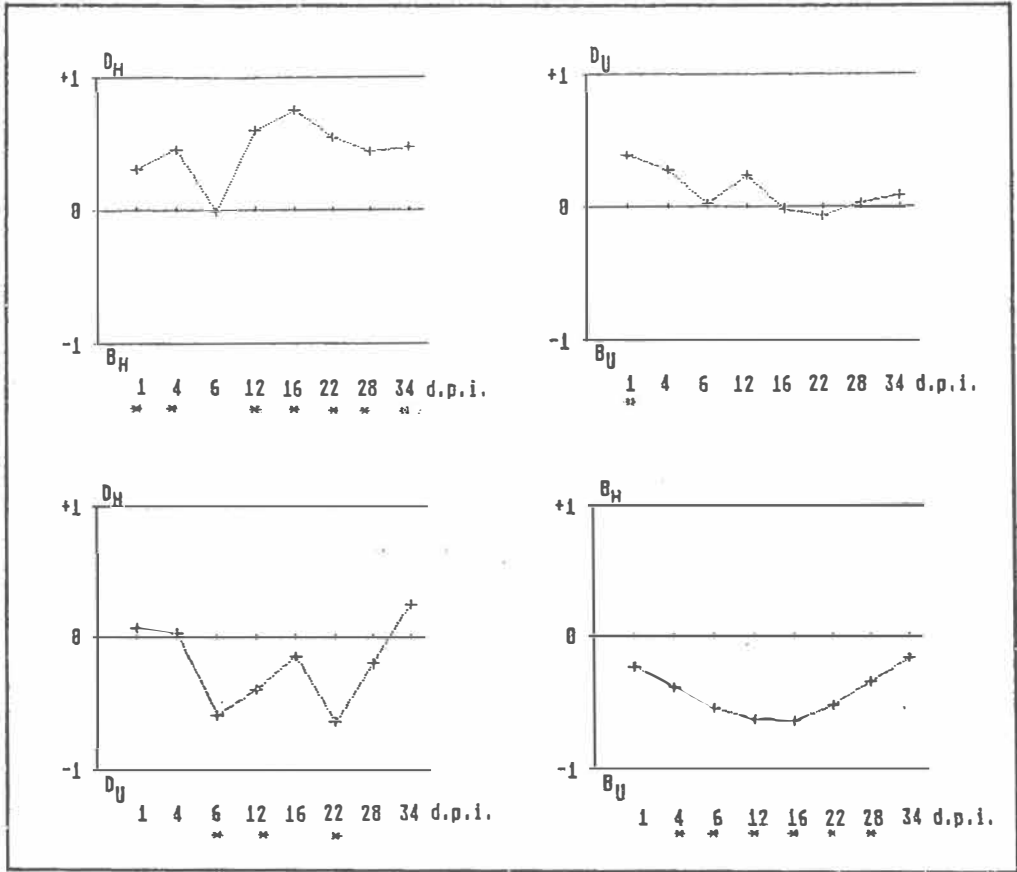 D_H
+1
0
-1
B_H
1 4 6 12 16 22 28 34 d.p.i.
* * * * * * *
D_U
+1
0
-1
B_U
1 4 6 12 16 22 28 34 d.p.i.
*
D_H
+1
0
-1
D_U
1 4 6 12 16 22 28 34 d.p.i.
* * *
B_H
+1
0
-1
B_U
1 4 6 12 16 22 28 34 d.p.i.
* * * * * *